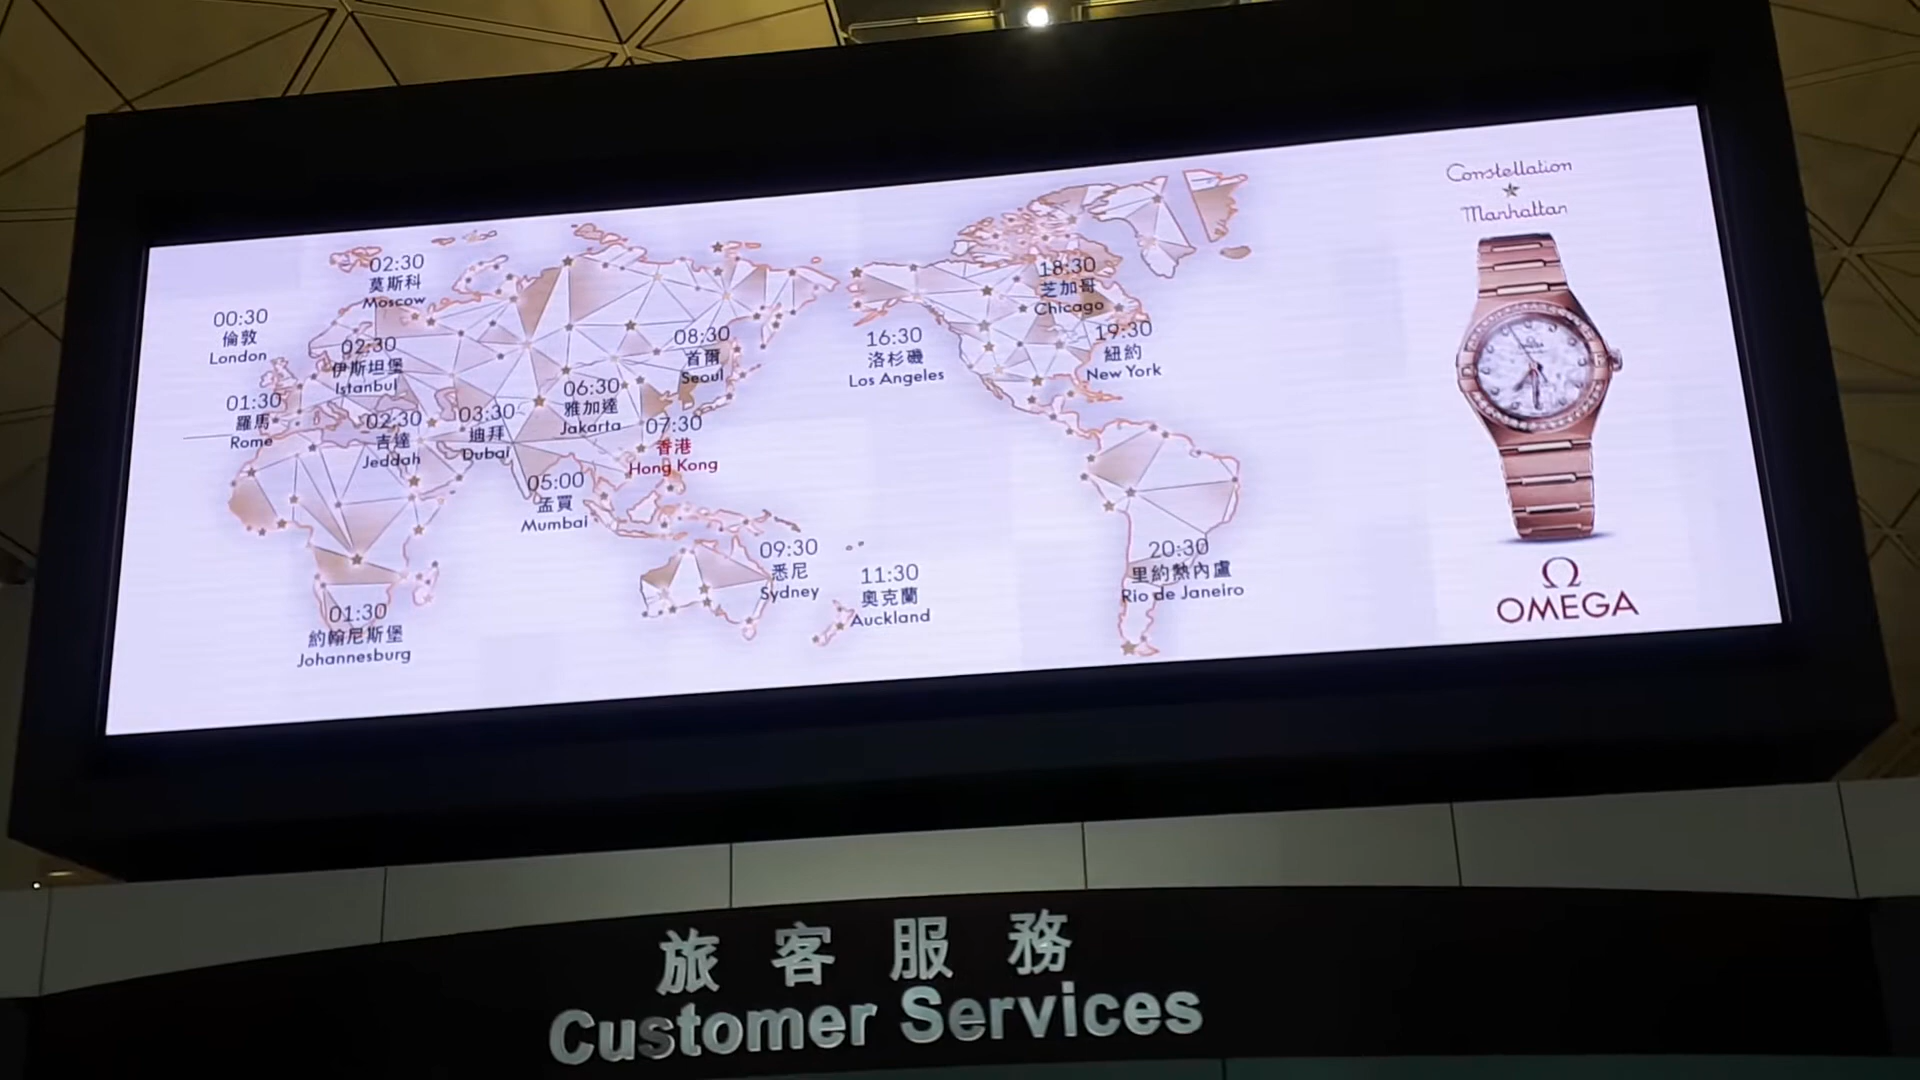 02:30
莫斯科
Moscow
00:30
倫敦
London
02:30
伊斯坦堡
Istanbul
01:30
羅馬
Rome
02:30
吉達
Jeddah
03:30
迪拜
Dubai
06:30
雅加達
Jakarta
08:30
首爾
Seoul
07:30
香港
Hong Kong
05:00
孟買
Mumbai
01:30
約翰尼斯堡
Johannesburg
09:30
悉尼
Sydney
11:30
奧克蘭
Auckland
16:30
洛杉磯
Los Angeles
18:30
芝加哥
Chicago
19:30
紐約
New York
20:30
里約熱內盧
Rio de Janeiro
Constellation
Manhattan
Ω
OMEGA
旅客服務
Customer Services